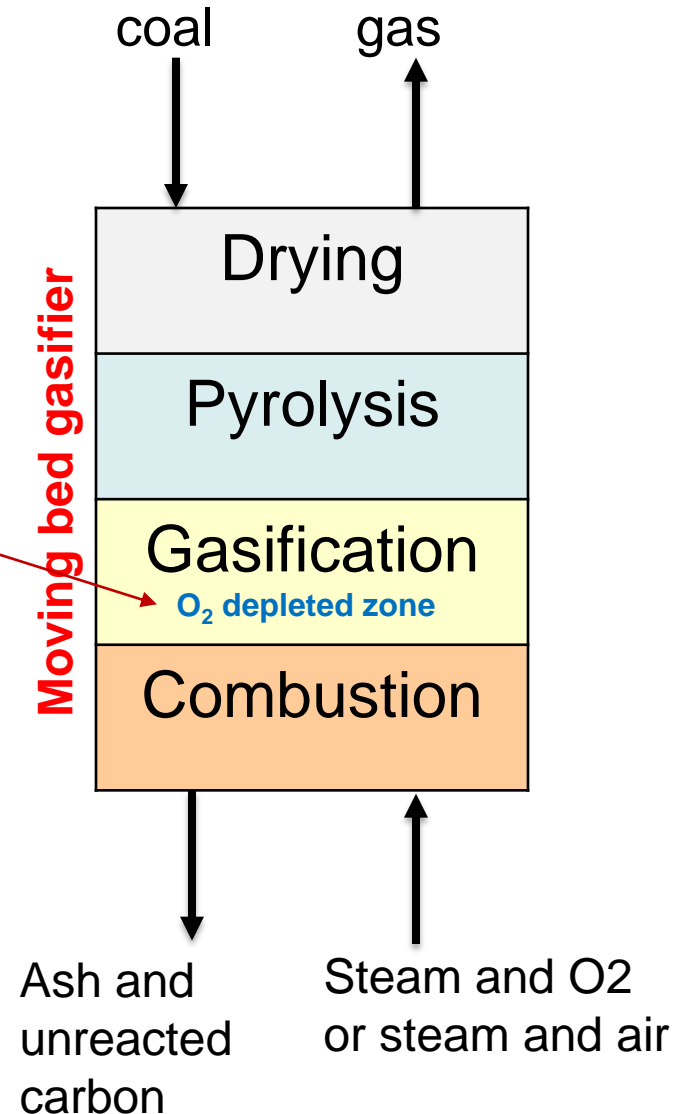 coal
gas
Moving bed gasifier
Drying
Pyrolysis
Gasification
O₂ depleted zone
Combustion
Ash and
unreacted
carbon
Steam and O2
or steam and air